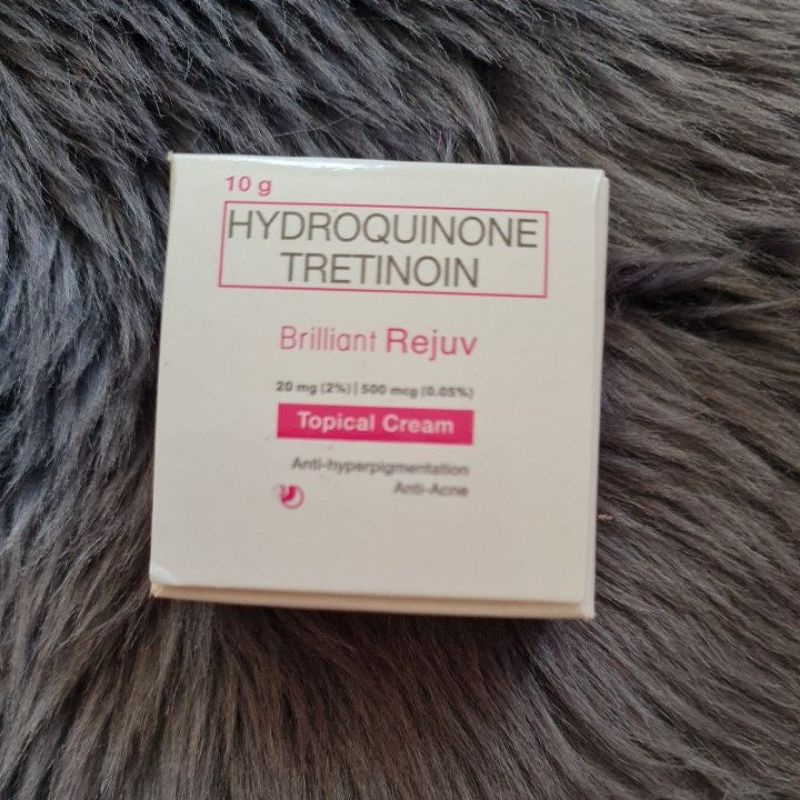 10 g
HYDROQUINONE
TRETINOIN
Brilliant Rejuv
20 mg (2%) | 500 mcg (0.05%)
Topical Cream
Anti-hyperpigmentation
Anti-Acne